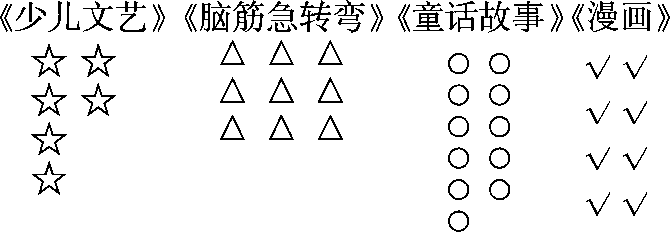 《少儿文艺》《脑筋急转弯》《童话故事》《漫画》
☆ ☆ △ △ △ ○ ○ √ √
☆ ☆ △ △ △ ○ ○ √ √
☆ △ △ △ ○ ○ √ √
☆ ○ ○ √ √
○ ○
○